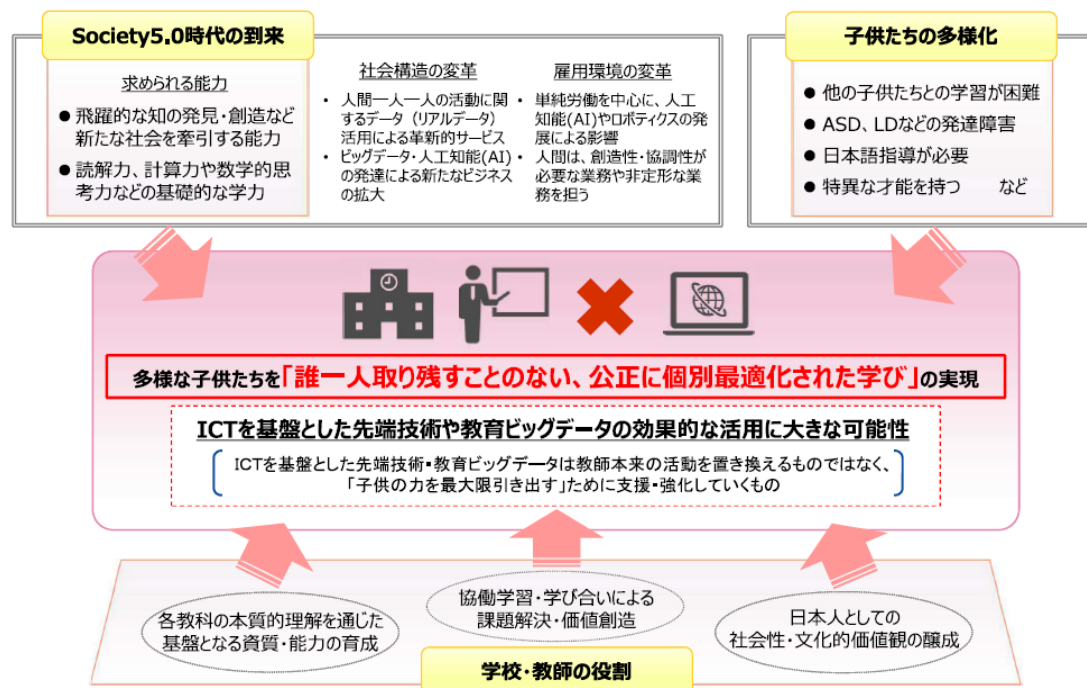 Society5.0時代の到来
求められる能力
● 飛躍的な知の発見・創造など
新たな社会を牽引する能力
● 読解力、計算力や数学的思
考力などの基礎的な学力
社会構造の変革
• 人間一人一人の活動に関
するデータ（リアルデータ）
活用による革新的サービス
• ビッグデータ・人工知能(AI)
の発達による新たなビジネス
の拡大
雇用環境の変革
• 単純労働を中心に、人工
知能(AI)やロボティクスの発
展による影響
• 人間は、創造性・協調性が
必要な業務や非定形な業
務を担う
子供たちの多様化
● 他の子供たちとの学習が困難
● ASD、LDなどの発達障害
● 日本語指導が必要
● 特異な才能を持つ　　など
多様な子供たちを「誰一人取り残すことのない、公正に個別最適化された学び」の実現
ICTを基盤とした先端技術や教育ビッグデータの効果的な活用に大きな可能性
ICTを基盤とした先端技術・教育ビッグデータは教師本来の活動を置き換えるものではなく、
「子供の力を最大限引き出す」ために支援・強化していくもの
各教科の本質的理解を通じた
基盤となる資質・能力の育成
協働学習・学び合いによる
課題解決・価値創造
日本人としての
社会性・文化的価値観の醸成
学校・教師の役割